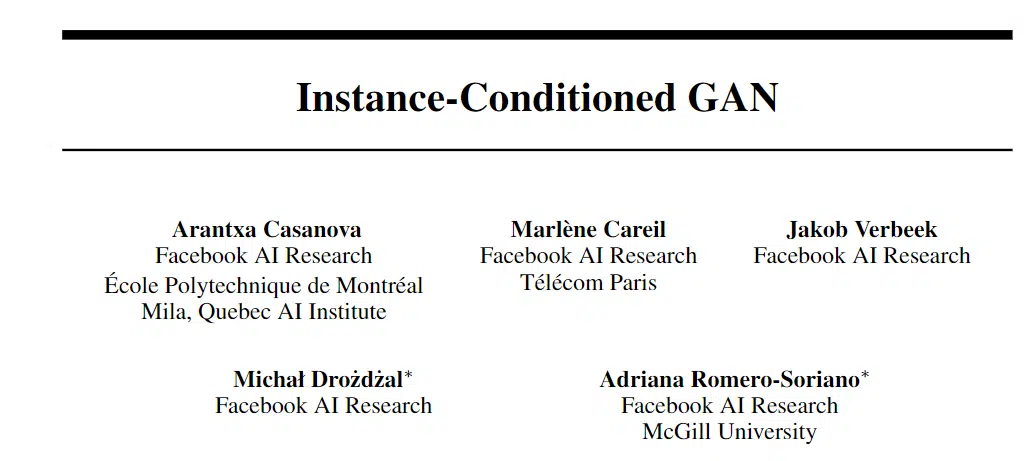 Instance-Conditioned GAN
Arantxa Casanova
Facebook AI Research
École Polytechnique de Montréal
Mila, Quebec AI Institute
Marlène Careil
Facebook AI Research
Télécom Paris
Jakob Verbeek
Facebook AI Research
Michał Drożdżal*
Facebook AI Research
Adriana Romero-Soriano*
Facebook AI Research
McGill University